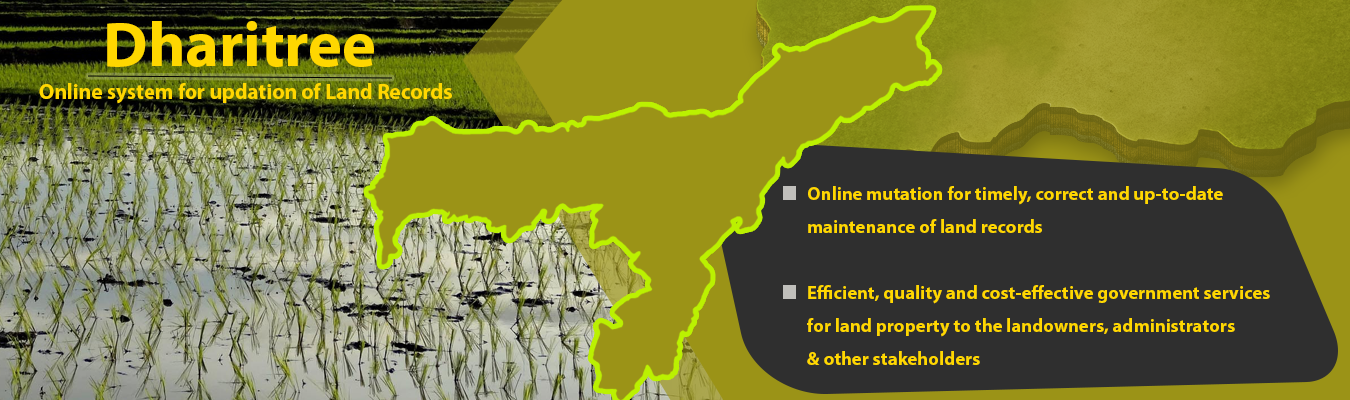 Dharitree
Online system for updation of Land Records
Online mutation for timely, correct and up-to-date
maintenance of land records
Efficient, quality and cost-effective government services
for land property to the landowners, administrators
& other stakeholders